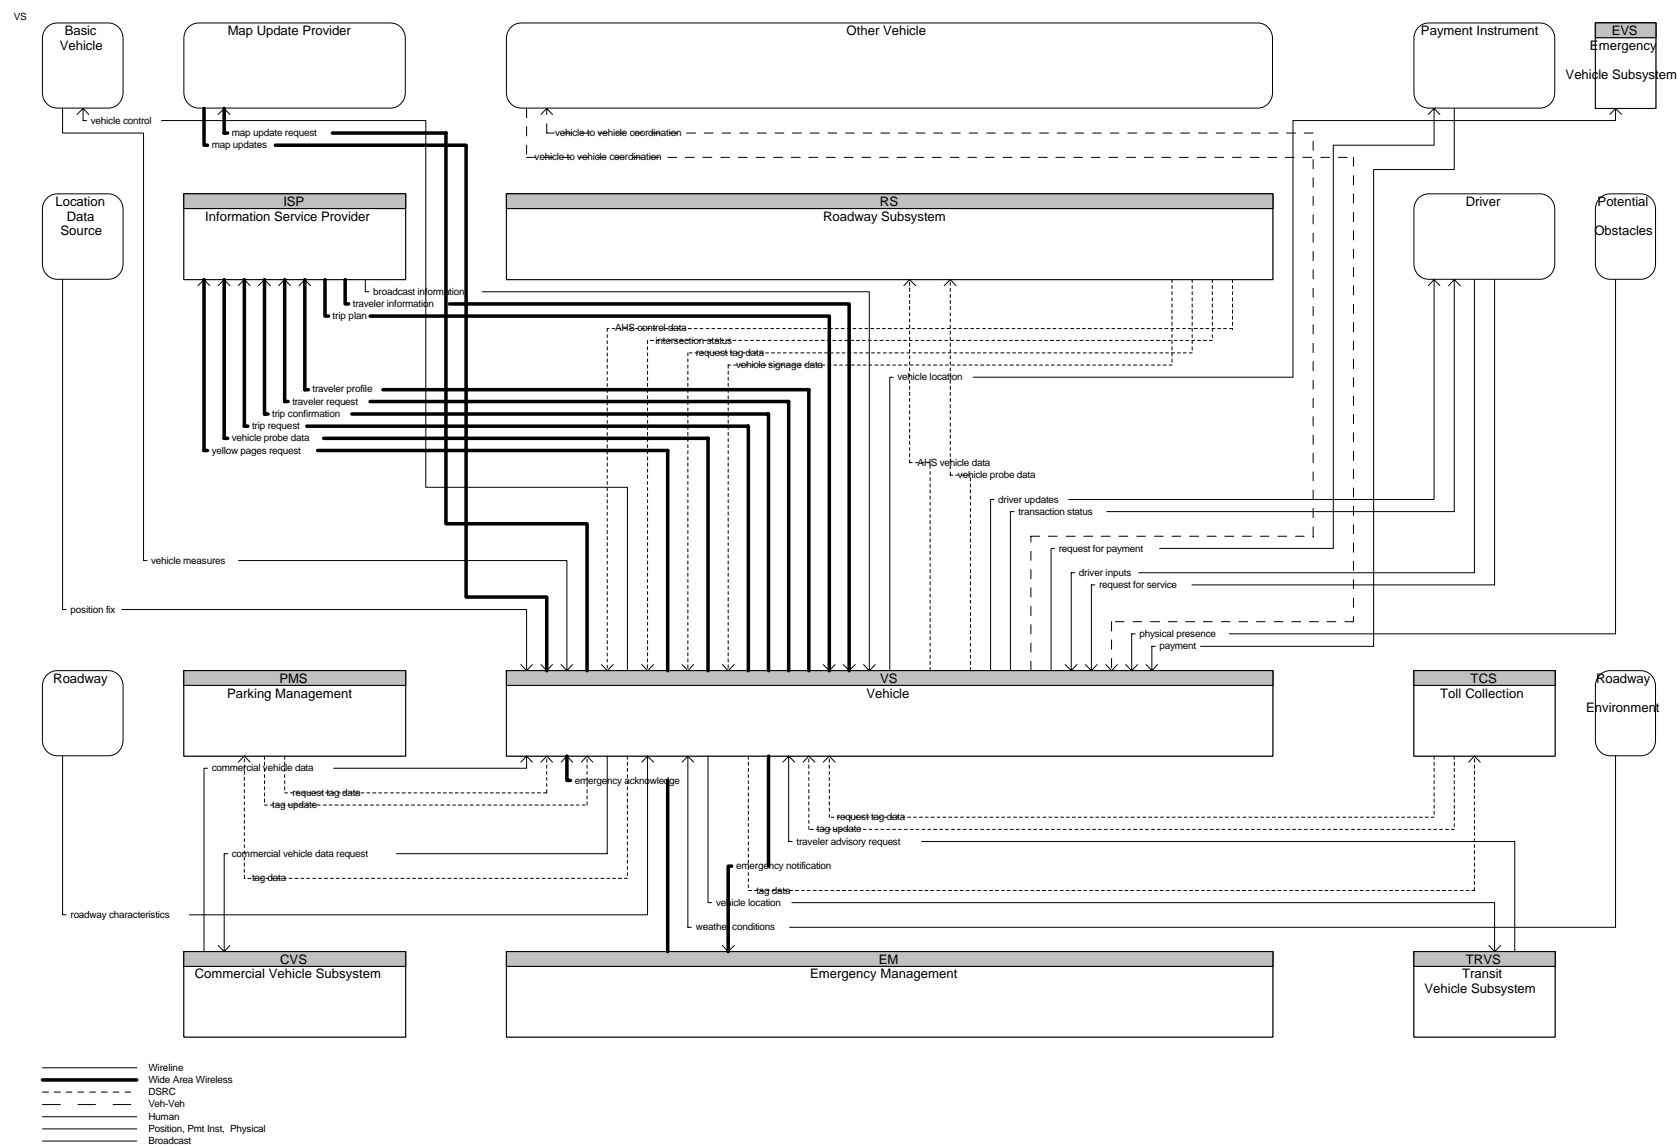 VS
Basic
Vehicle
Map Update Provider
Other Vehicle
Payment Instrument
EVS
Emergency
Vehicle Subsystem
vehicle control
map update request
map updates
vehicle to vehicle coordination
vehicle to vehicle coordination
Location
Data
Source
ISP
Information Service Provider
RS
Roadway Subsystem
Driver
Potential
Obstacles
broadcast information
traveler information
trip plan
AHS control data
intersection status
request tag data
vehicle signage data
vehicle location
traveler profile
traveler request
trip confirmation
trip request
vehicle probe data
yellow pages request
AHS vehicle data
vehicle probe data
driver updates
transaction status
request for payment
vehicle measures
driver inputs
request for service
position fix
physical presence
payment
Roadway
PMS
Parking Management
VS
Vehicle
TCS
Toll Collection
Roadway
Environment
commercial vehicle data
emergency acknowledge
request tag data
tag update
request tag data
tag update
traveler advisory request
commercial vehicle data request
emergency notification
tag data
tag data
vehicle location
roadway characteristics
weather conditions
CVS
Commercial Vehicle Subsystem
EM
Emergency Management
TRVS
Transit
Vehicle Subsystem
Wireline
Wide Area Wireless
DSRC
Veh-Veh
Human
Position, Pmt Inst, Physical
Broadcast